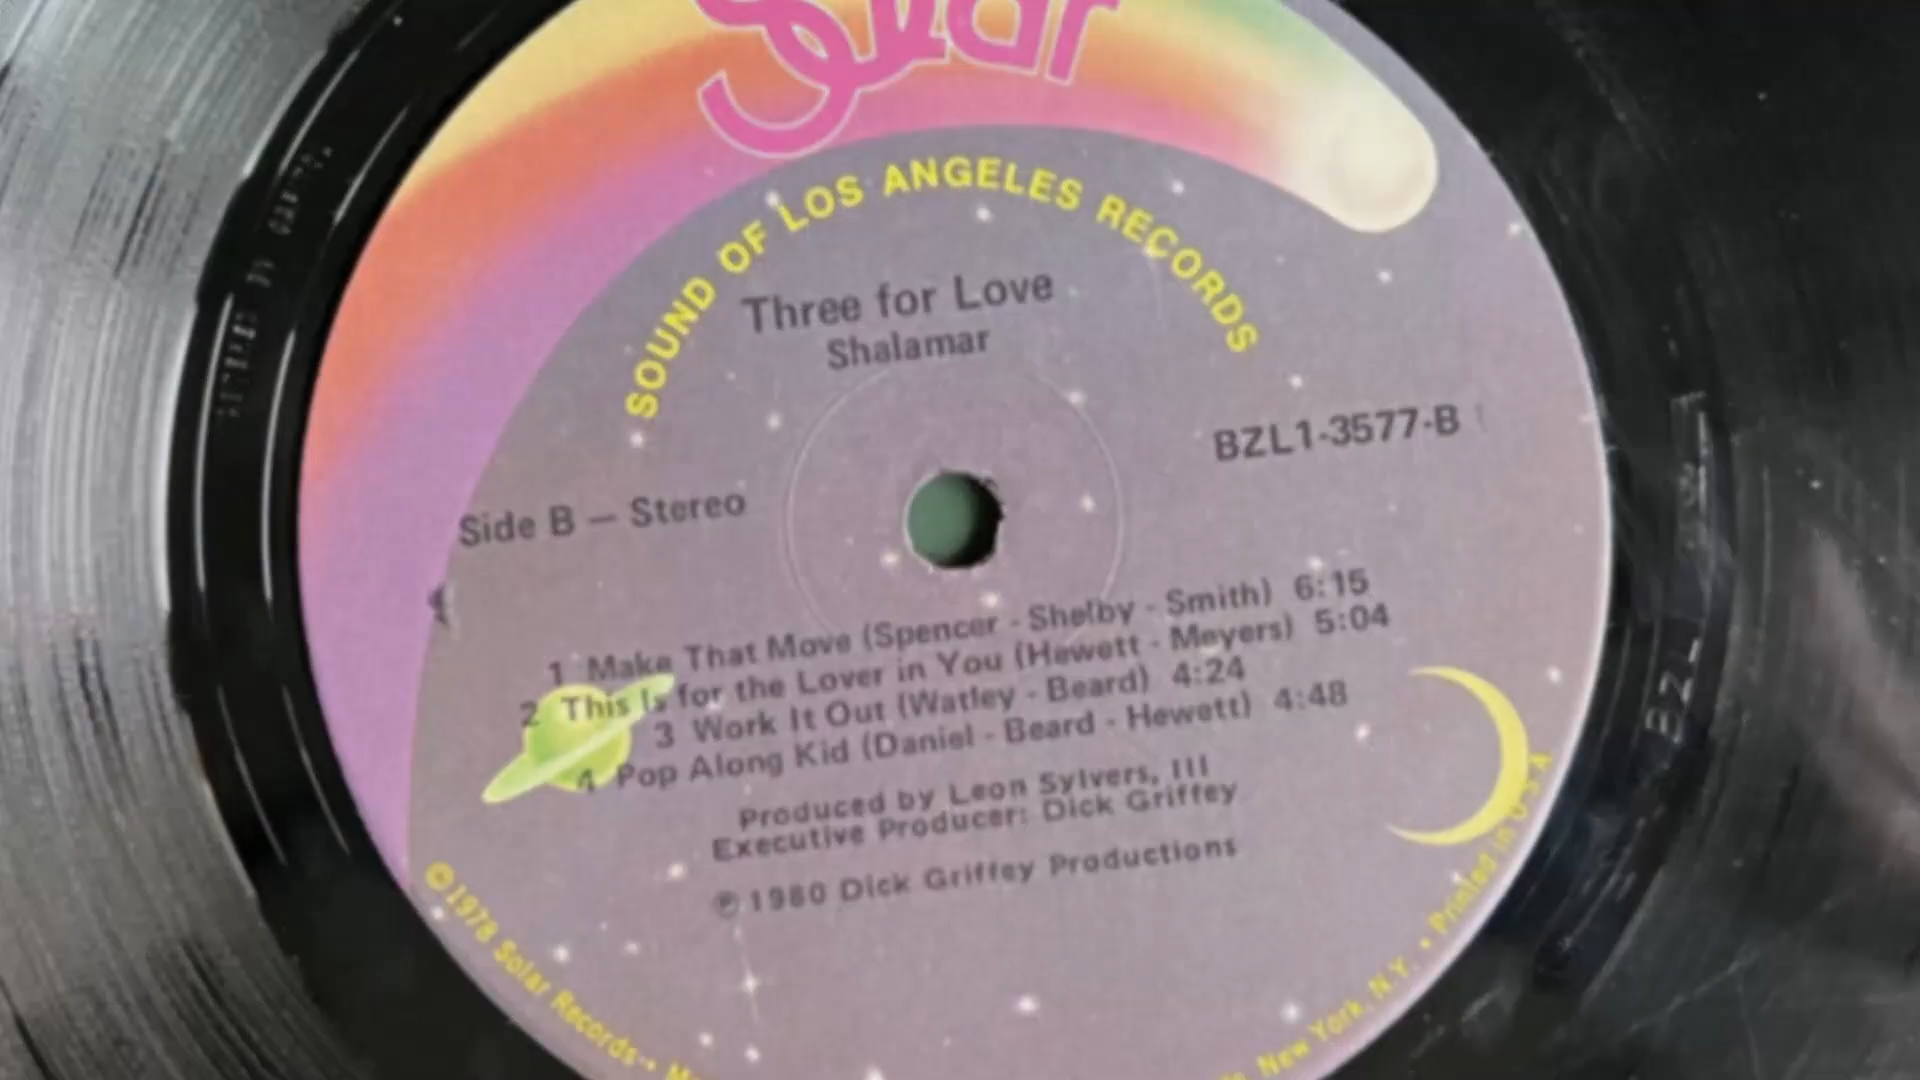 Solar
SOUND OF LOS ANGELES RECORDS
Three for Love
Shalamar
BZL1-3577-B
Side B — Stereo
1 Make That Move (Spencer - Shelby - Smith) 6:15
2 This Is for the Lover in You (Hewett - Meyers) 5:04
3 Work It Out (Watley - Beard) 4:24
4 Pop Along Kid (Daniel - Beard - Hewett) 4:48
Produced by Leon Sylvers, III
Executive Producer: Dick Griffey
℗ 1980 Dick Griffey Productions
© 1978 Solar Records •
New York, N.Y. • Printed in U.S.A
BZL